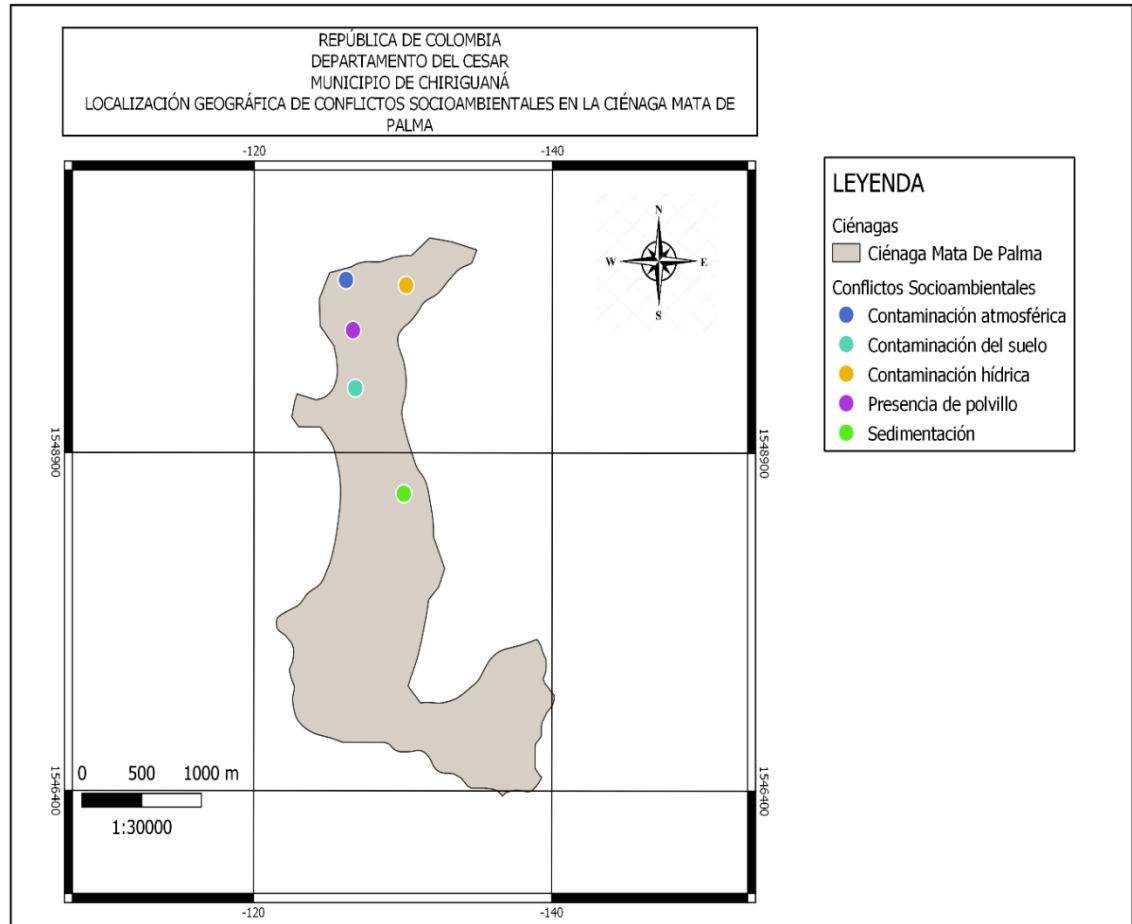 REPÚBLICA DE COLOMBIA
DEPARTAMENTO DEL CESAR
MUNICIPIO DE CHIRIGUANÁ
LOCALIZACIÓN GEOGRÁFICA DE CONFLICTOS SOCIOAMBIENTALES EN LA CIÉNAGA MATA DE
PALMA
-120 -140
N
W E
S
1548900 1548900
1546400 1546400
0 500 1000 m
1:30000
-120 -140
LEYENDA
Ciénagas
Ciénaga Mata De Palma
Conflictos Socioambientales
Contaminación atmosférica
Contaminación del suelo
Contaminación hídrica
Presencia de polvillo
Sedimentación